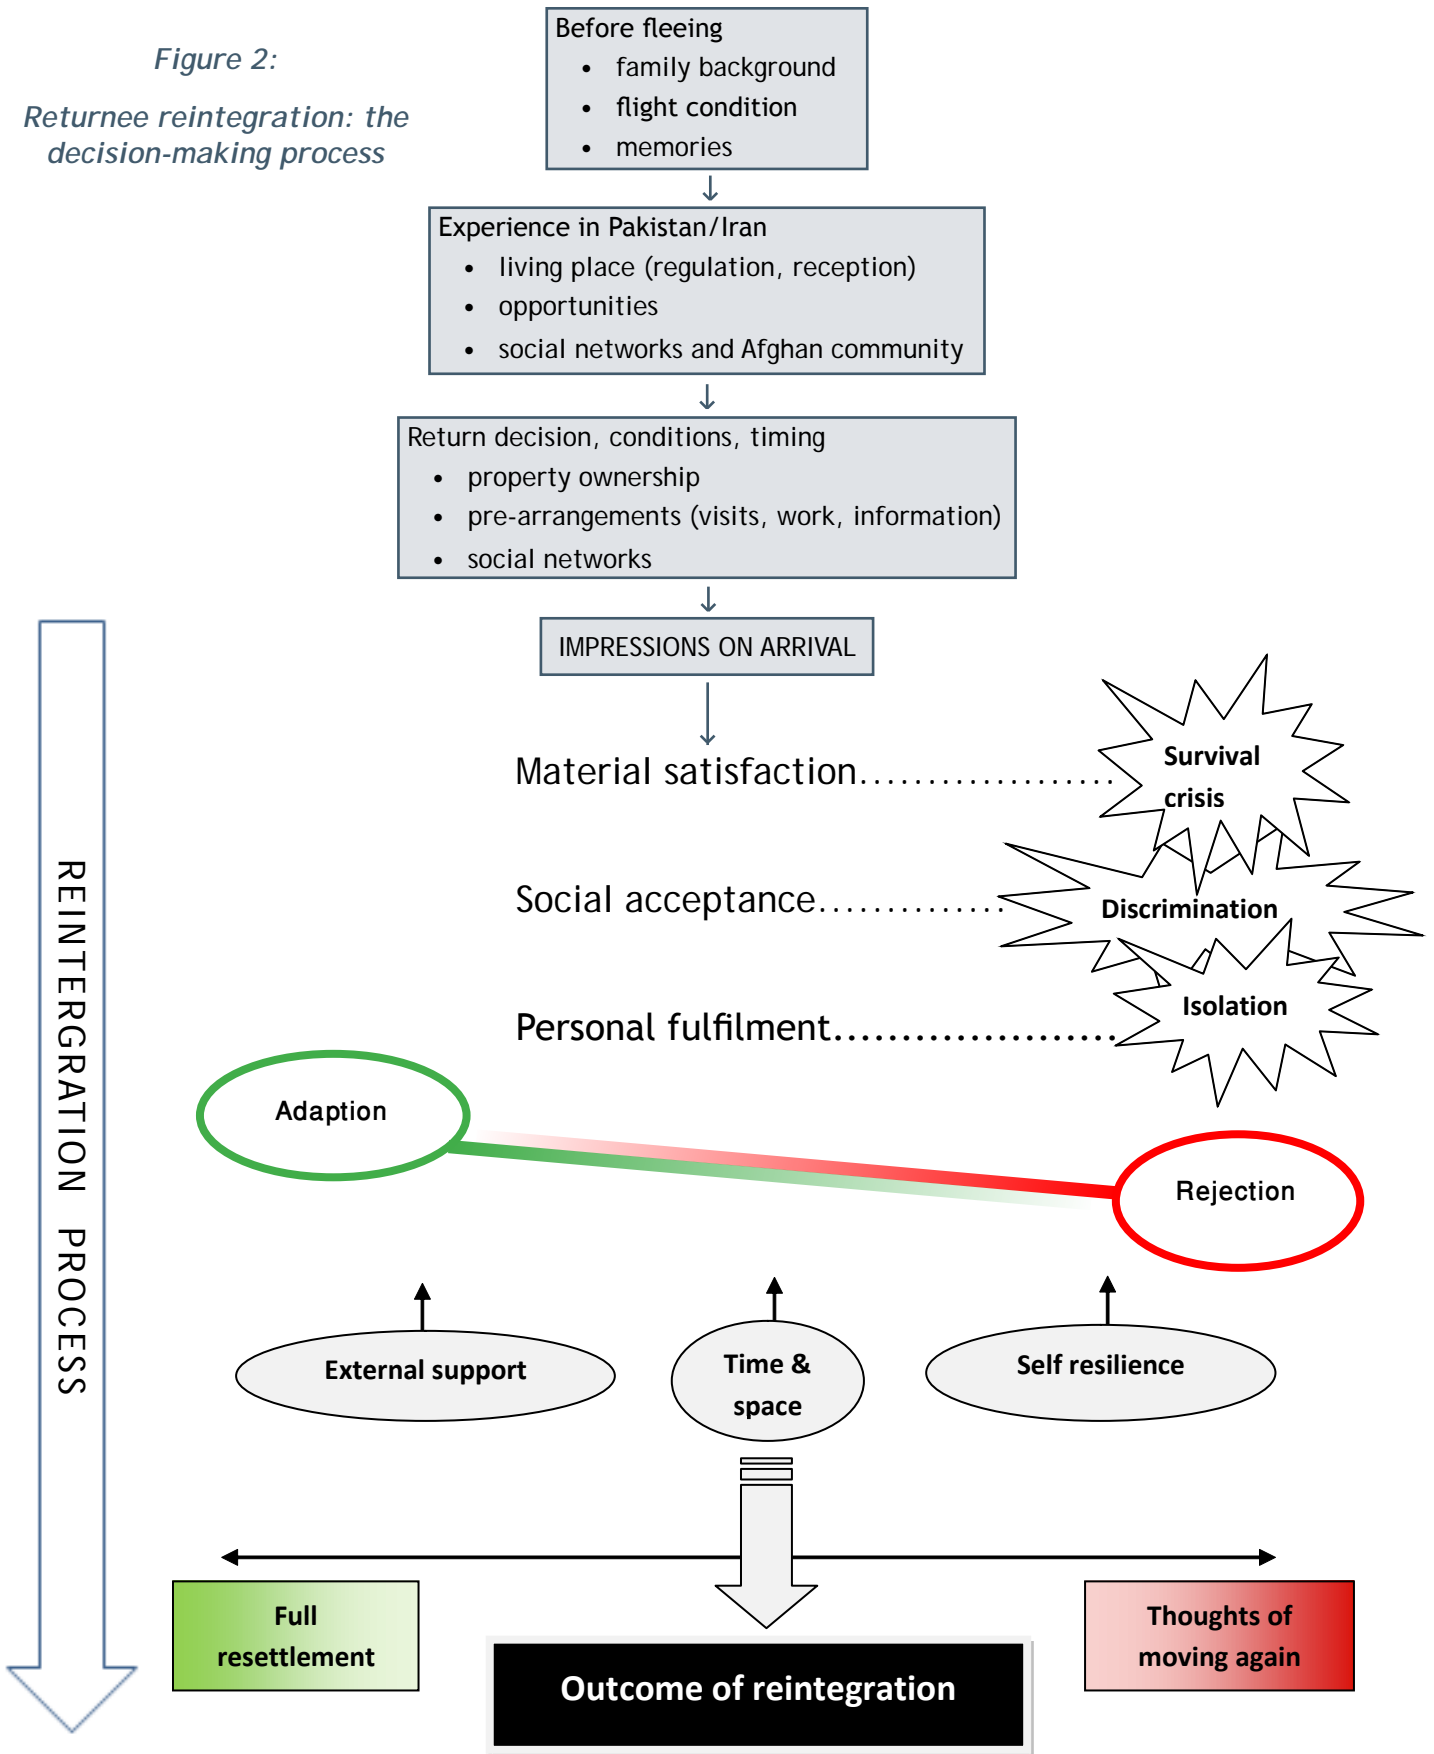 Figure 2:
Returnee reintegration: the
decision-making process
Before fleeing
• family background
• flight condition
• memories
Experience in Pakistan/Iran
• living place (regulation, reception)
• opportunities
• social networks and Afghan community
Return decision, conditions, timing
• property ownership
• pre-arrangements (visits, work, information)
• social networks
IMPRESSIONS ON ARRIVAL
Material satisfaction...................
Survival
crisis
Social acceptance..............
Discrimination
Personal fulfilment.....................
Isolation
REINTERGRATION PROCESS
Adaption
Rejection
External support
Time &
space
Self resilience
Full
resettlement
Thoughts of
moving again
Outcome of reintegration